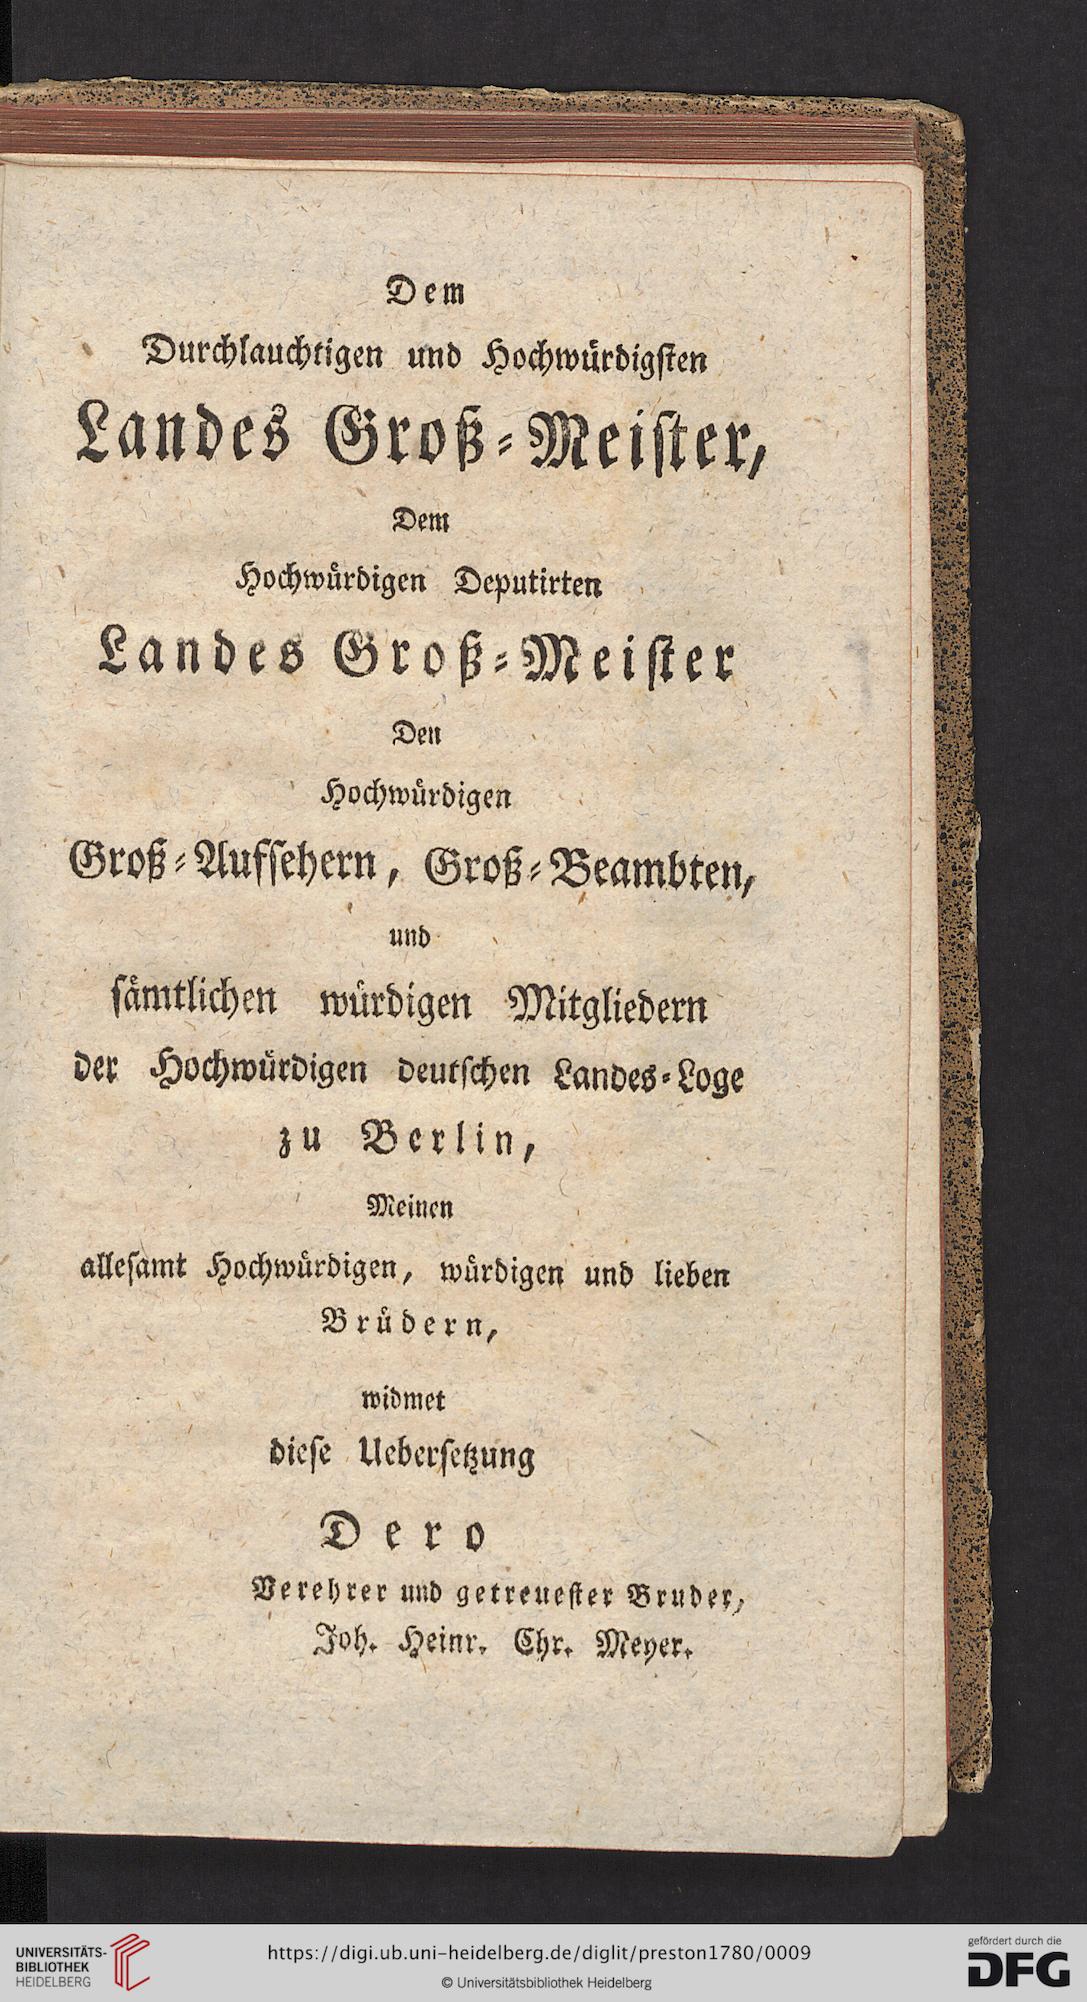 Dem
Durchlauchtigen und Hochwürdigsten
Landes Groß-Meister,
Dem
Hochwürdigen Deputirten
Landes Groß-Meister
Den
Hochwürdigen
Groß-Aufsehern, Groß-Beambten,
und
sämtlichen würdigen Mitgliedern
der Hochwürdigen deutschen Landes-Loge
zu Berlin,
Meinen
allesamt Hochwürdigen, würdigen und lieben
Brüdern,
widmet
diese Uebersetzung
Dero
Verehrer und getreuester Bruder,
Joh. Heinr. Chr. Meyer.
UNIVERSITÄTS-
BIBLIOTHEK
HEIDELBERG
https://digi.ub.uni-heidelberg.de/diglit/preston1780/0009
© Universitätsbibliothek Heidelberg
gefördert durch die
DFG